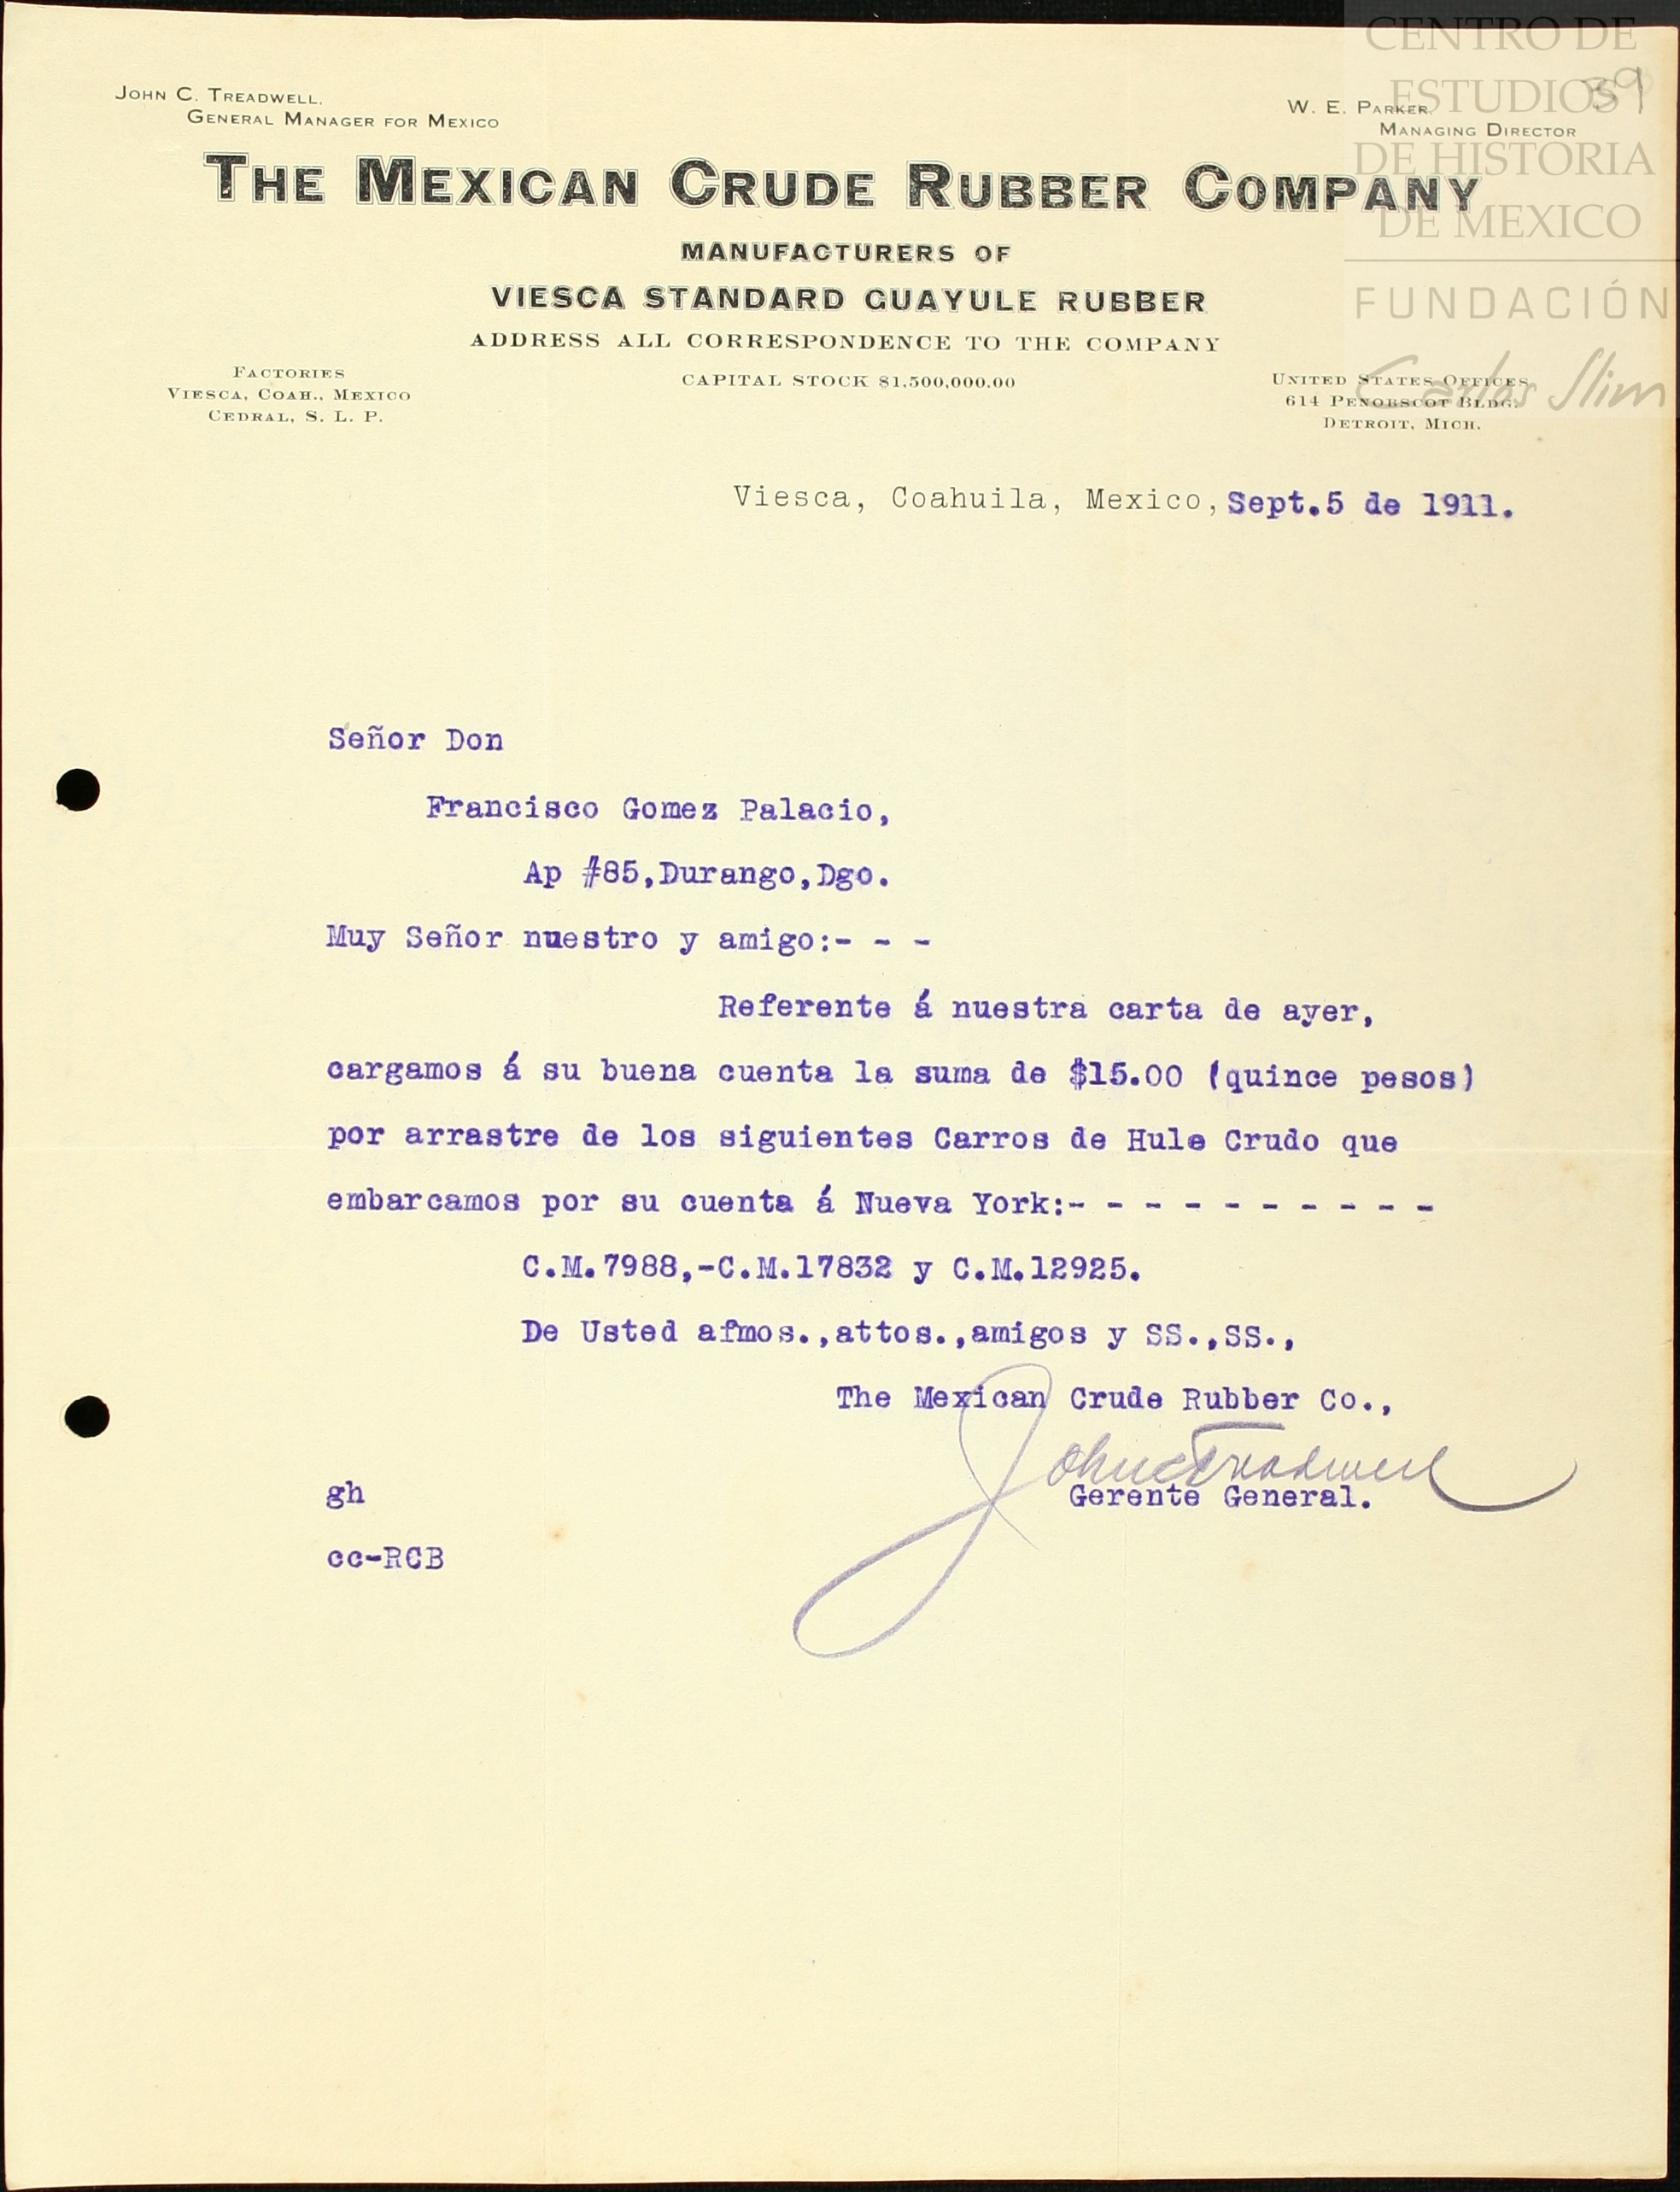 CENTRO DE
ESTUDIOS
DE HISTORIA
DE MEXICO
FUNDACIÓN
Carlos Slim
39
JOHN C. TREADWELL,
GENERAL MANAGER FOR MEXICO
W. E. PARKER,
MANAGING DIRECTOR
THE MEXICAN CRUDE RUBBER COMPANY
MANUFACTURERS OF
VIESCA STANDARD GUAYULE RUBBER
ADDRESS ALL CORRESPONDENCE TO THE COMPANY
CAPITAL STOCK $1,500,000.00
FACTORIES
VIESCA, COAH., MEXICO
CEDRAL, S. L. P.
UNITED STATES OFFICES
614 PENOBSCOT BLDG.
DETROIT, MICH.
Viesca, Coahuila, Mexico, Sept.5 de 1911.
Señor Don
Francisco Gomez Palacio,
Ap #85,Durango,Dgo.
Muy Señor nuestro y amigo:- - -
Referente á nuestra carta de ayer,
cargamos á su buena cuenta la suma de $15.00 (quince pesos)
por arrastre de los siguientes Carros de Hule Crudo que
embarcamos por su cuenta á Nueva York:- - - - - - - - - -
C.M.7988,-C.M.17832 y C.M.12925.
De Usted afmos.,attos.,amigos y SS.,SS.,
The Mexican Crude Rubber Co.,
John C Treadwell
Gerente General.
gh
cc-RCB